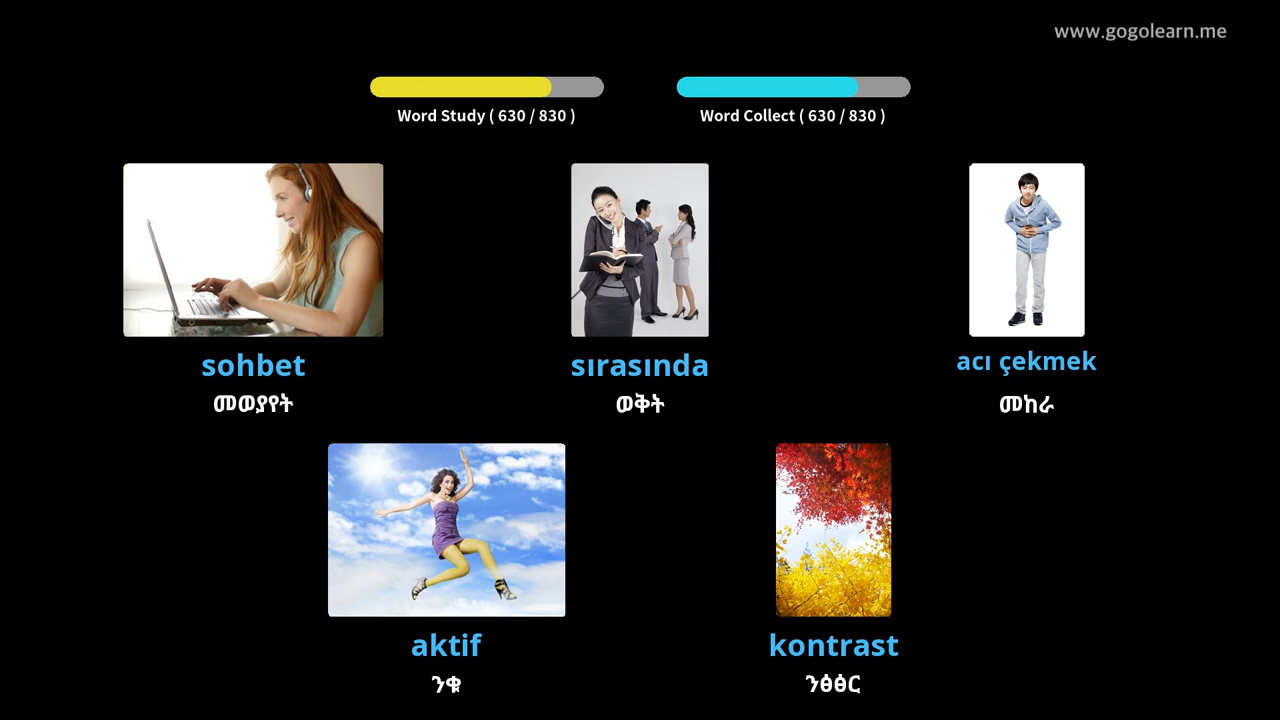 www.gogolearn.me
Word Study ( 630 / 830 )
Word Collect ( 630 / 830 )
sohbet
መወያየት
sırasında
ወቅት
acı çekmek
መከራ
aktif
ንቁ
kontrast
ንፅፅር